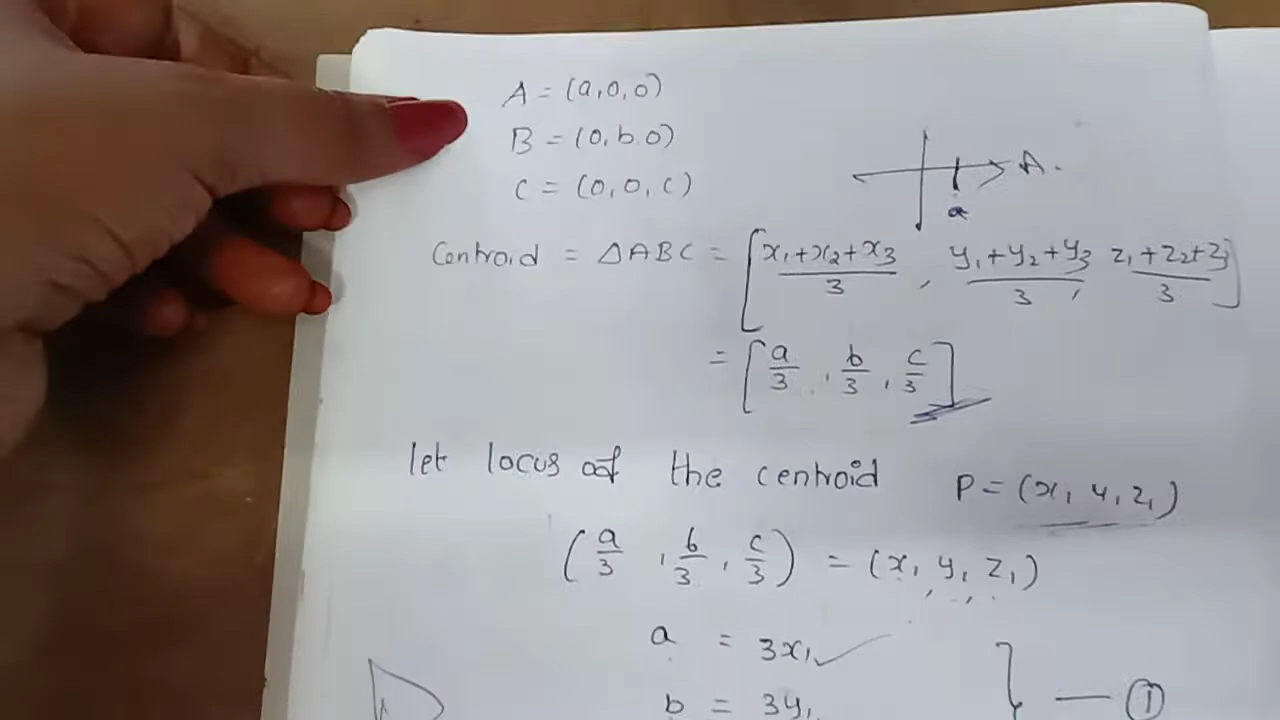 A = (a, 0, 0)
B = (0, b, 0)
C = (0, 0, c)
A.
a
Centroid = ΔABC = [x₁+x₂+x₃/3, y₁+y₂+y₃/3, z₁+z₂+z₃/3]
= [a/3, b/3, c/3]
let locus of the centroid P = (x₁ y₁ z₁)
(a/3, b/3, c/3) = (x₁, y₁, z₁)
a = 3x₁ ✓
b = 3y₁ } — ①